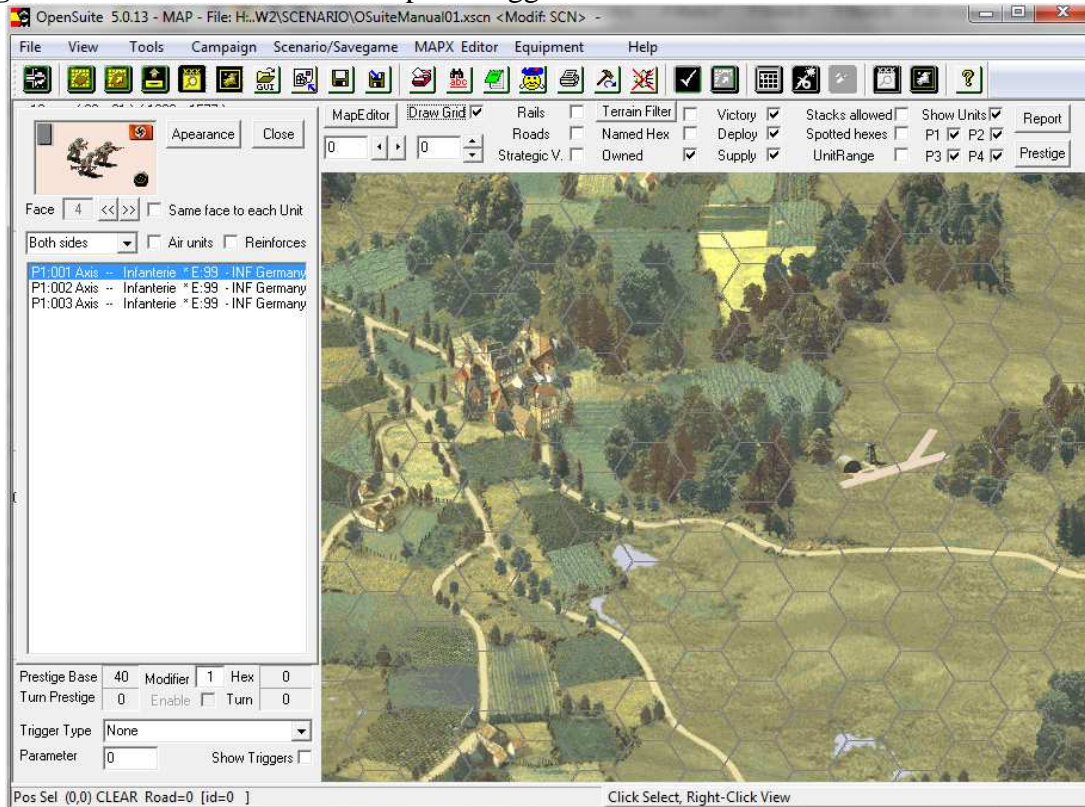 OpenSuite 5.0.13 - MAP - File: H:..W2\SCENARIO\OSuiteManual01.xscn <Modif: SCN> -
File View Tools Campaign Scenario/Savegame MAPX Editor Equipment Help
GUI abc ?
Apearance Close
Face 4 << >> Same face to each Unit
Both sides Air units Reinforces
P1:001 Axis -- Infanterie * E:99 - INF Germany
P1:002 Axis -- Infanterie * E:99 - INF Germany
P1:003 Axis -- Infanterie * E:99 - INF Germany
MapEditor Draw Grid Rails Terrain Filter Victory Stacks allowed Show Units Report
Roads Named Hex Deploy Spotted hexes P1 P2
0 0 Strategic V. Owned Supply UnitRange P3 P4 Prestige
Prestige Base 40 Modifier 1 Hex 0
Turn Prestige 0 Enable Turn 0
Trigger Type None
Parameter 0 Show Triggers
Pos Sel (0,0) CLEAR Road=0 [id=0 ] Click Select, Right-Click View